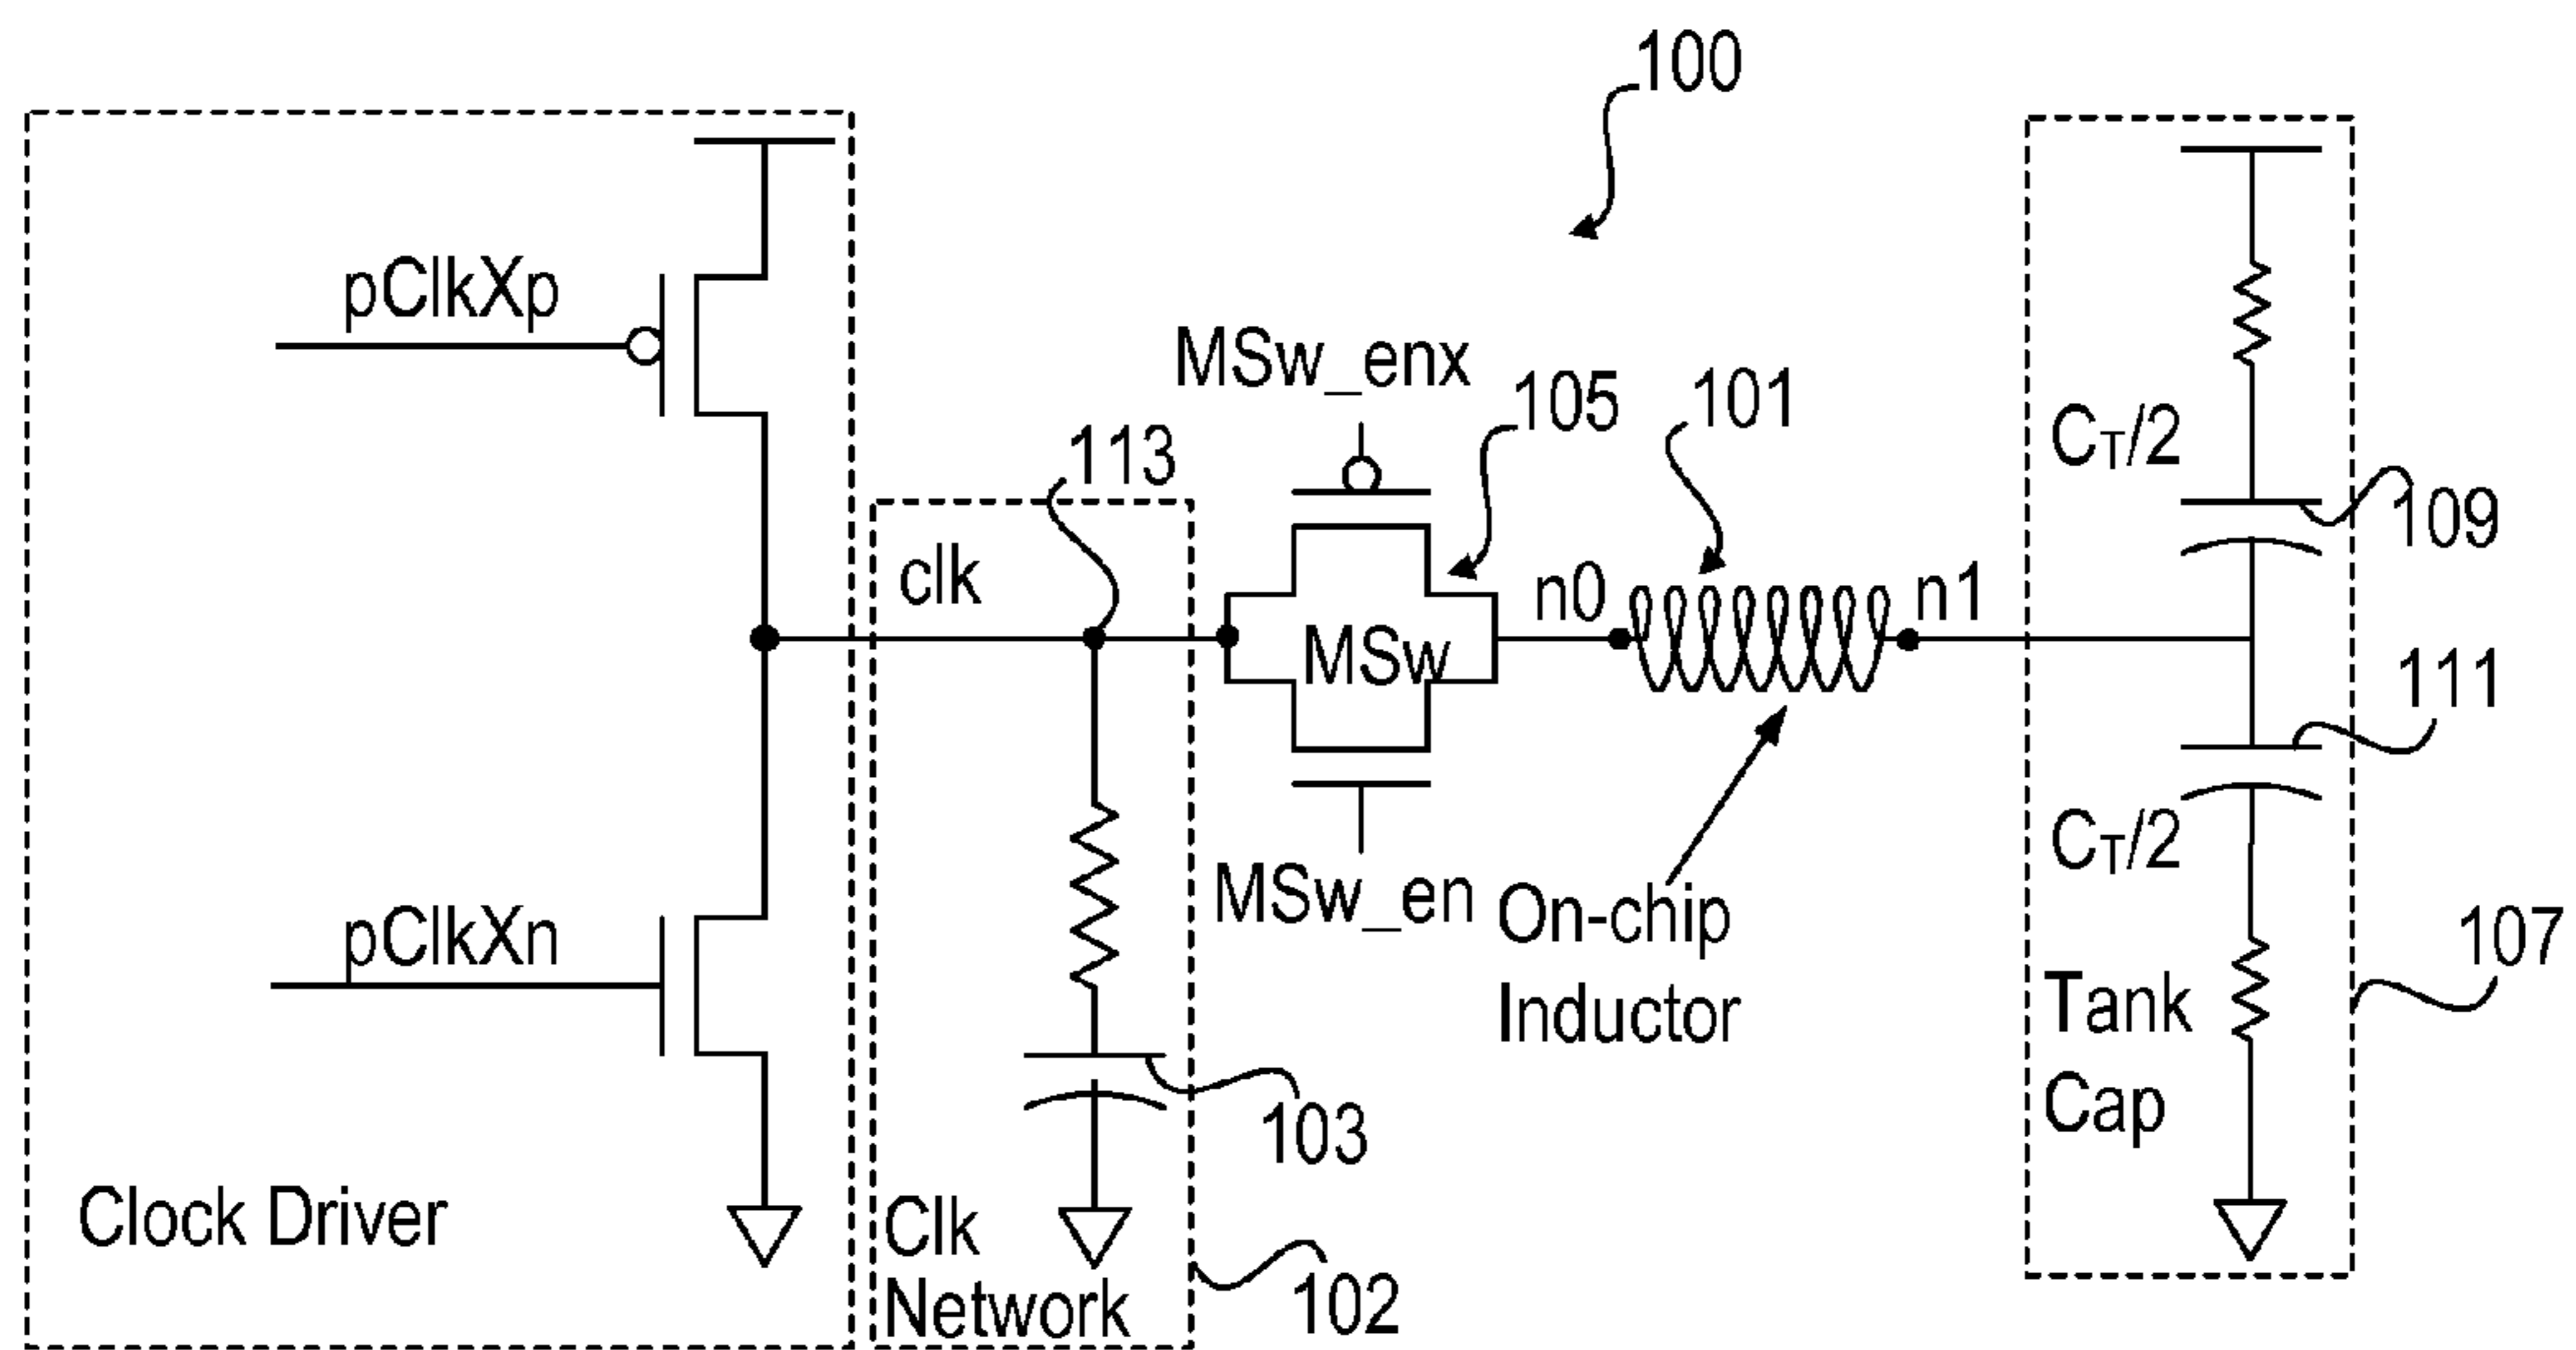 100
pClkXp
MSw_enx
105
101
113
C_T/2
109
clk
n0
n1
MSw
111
C_T/2
pClkXn
MSw_en
On-chip
Inductor
107
Tank
Cap
103
Clock Driver
Clk
Network
102